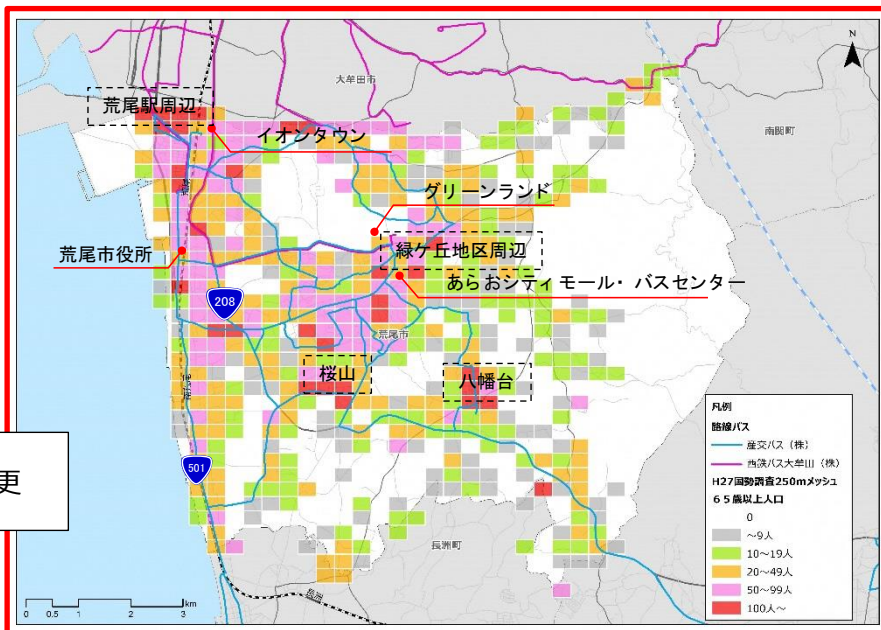 N
大牟田市
南関町
荒尾駅周辺
イオンタウン
グリーンランド
荒尾市役所
緑ケ丘地区周辺
あらおシティモール・バスセンター
208
荒尾市
桜山
八幡台
更
501
長洲町
長洲
0 0.5 1 2 3 km
凡例
路線バス
産交バス（株）
西鉄バス大牟田（株）
H27国勢調査250mメッシュ
65歳以上人口
0
～9人
10～19人
20～49人
50～99人
100人～